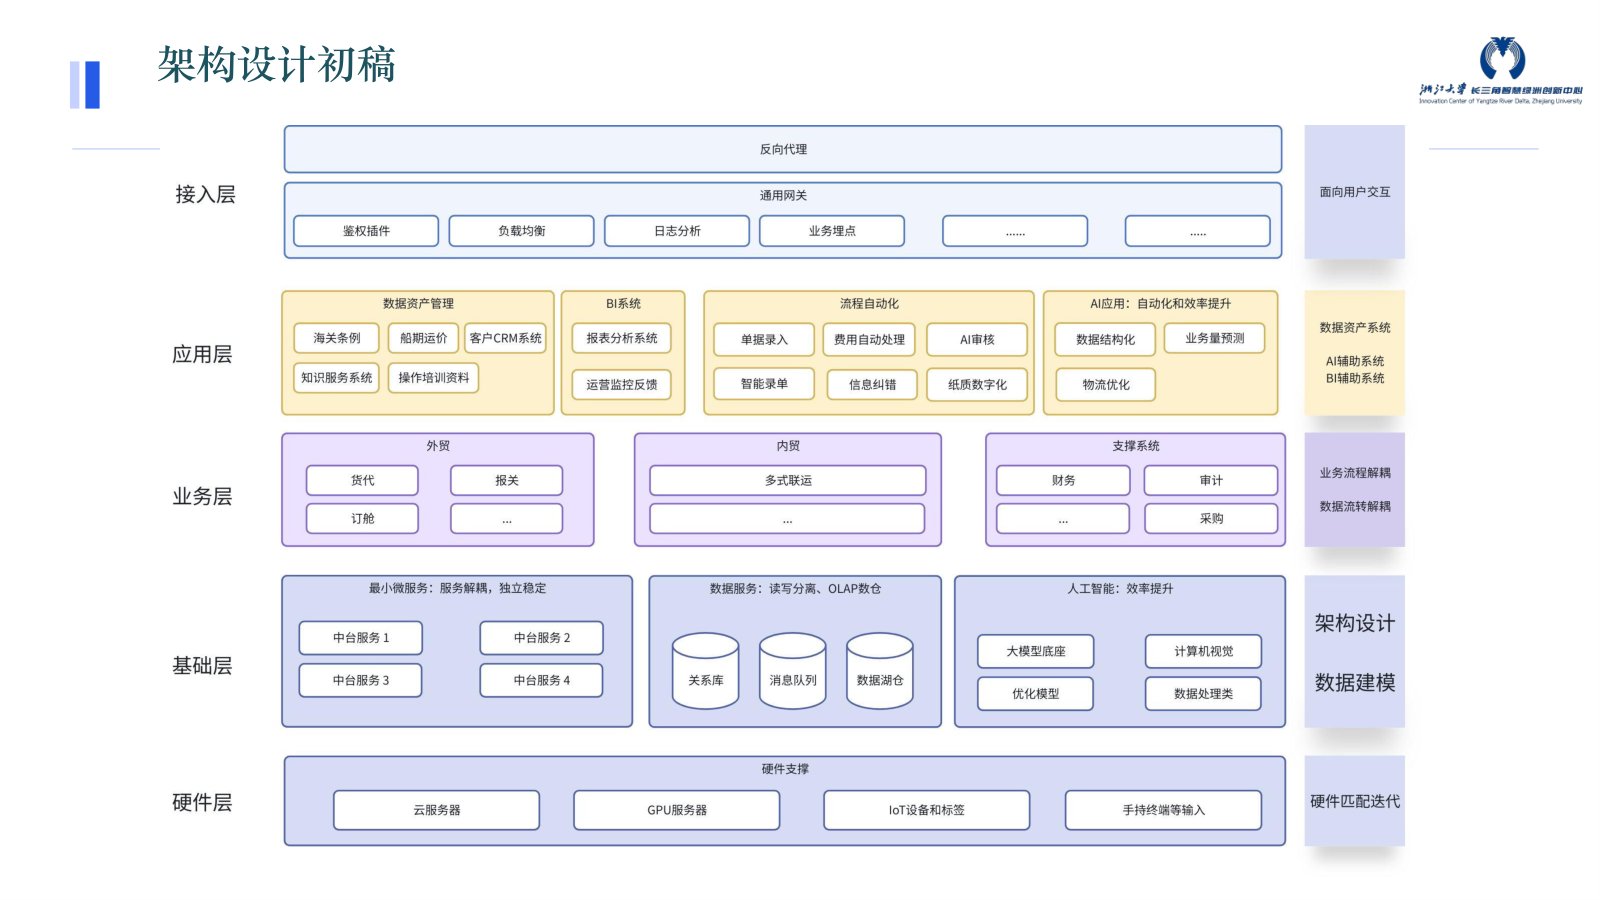 架构设计初稿
浙江大学 长三角智慧绿洲创新中心
Innovation Center of Yangtze River Delta, Zhejiang University
接入层
反向代理
通用网关
鉴权插件
负载均衡
日志分析
业务埋点
......
.....
面向用户交互
应用层
数据资产管理
海关条例
船期运价
客户CRM系统
知识服务系统
操作培训资料
BI系统
报表分析系统
运营监控反馈
流程自动化
单据录入
费用自动处理
AI审核
智能录单
信息纠错
纸质数字化
AI应用：自动化和效率提升
数据结构化
业务量预测
物流优化
数据资产系统
AI辅助系统
BI辅助系统
业务层
外贸
货代
报关
订舱
...
内贸
多式联运
...
支撑系统
财务
审计
...
采购
业务流程解耦
数据流转解耦
基础层
最小微服务：服务解耦，独立稳定
中台服务 1
中台服务 2
中台服务 3
中台服务 4
数据服务：读写分离、OLAP数仓
关系库
消息队列
数据湖仓
人工智能：效率提升
大模型底座
计算机视觉
优化模型
数据处理类
架构设计
数据建模
硬件层
硬件支撑
云服务器
GPU服务器
IoT设备和标签
手持终端等输入
硬件匹配迭代